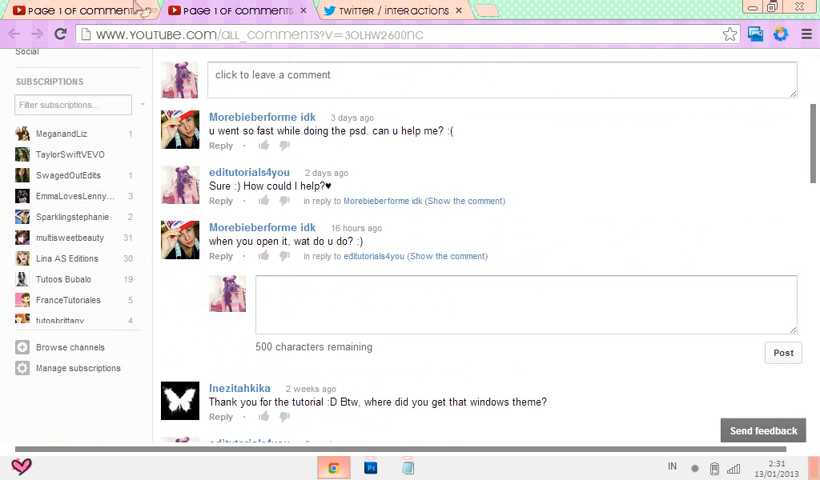 PAGE 1 OF COMMENT
PAGE 1 OF COMMENTS
TWITTER / INTERACTIONS
WWW.YOUTUBE.COM/ALL_COMMENTS?V=3OLHW2600NC
Social
SUBSCRIPTIONS
Filter subscriptions...
MeganandLiz 1
TaylorSwiftVEVO
SwagedOutEdits 1
EmmaLovesLenny... 3
Sparklingstephanie 2
multisweetbeauty 31
Lina AS Editions 30
Tutoos Bubalo 19
FranceTutoriales 5
tutosbrittany 4
Browse channels
Manage subscriptions
click to leave a comment
Morebieberforme idk 3 days ago
u went so fast while doing the psd. can u help me? :(
Reply ·
editutorials4you 2 days ago
Sure :) How could I help?♥
Reply · in reply to Morebieberforme idk (Show the comment)
Morebieberforme idk 16 hours ago
when you open it, wat do u do? :)
Reply · in reply to editutorials4you (Show the comment)
500 characters remaining
Post
Inezitahkika 2 weeks ago
Thank you for the tutorial :D Btw, where did you get that windows theme?
Reply ·
Send feedback
editutorials4you
Ps
IN
2:31
13/01/2013